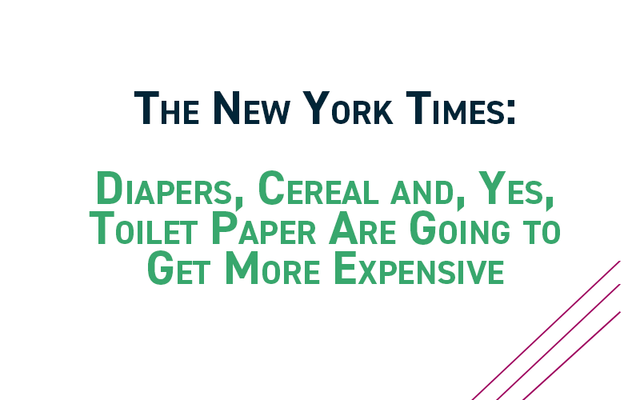 The New York Times:
Diapers, Cereal and, Yes,
Toilet Paper Are Going to
Get More Expensive